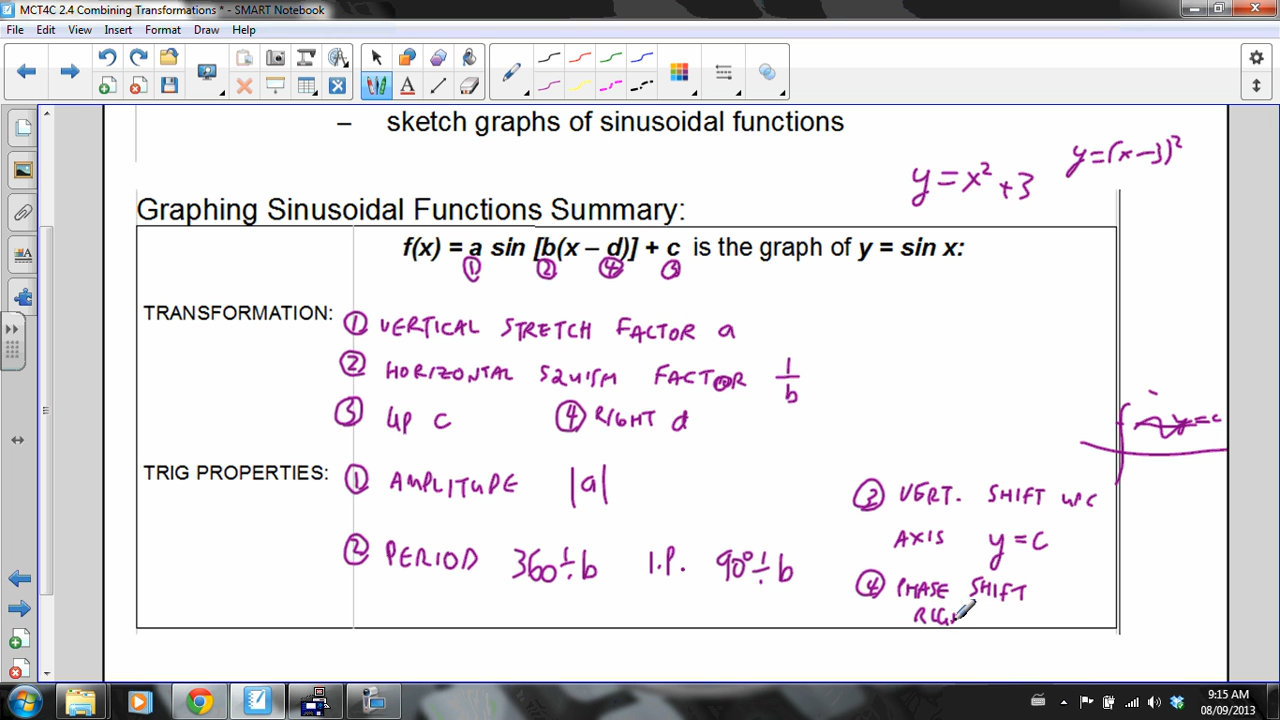 MCT4C 2.4 Combining Transformations * - SMART Notebook
File Edit View Insert Format Draw Help
– sketch graphs of sinusoidal functions
y = x² + 3
y = (x – 3)²
Graphing Sinusoidal Functions Summary:
f(x) = a sin [b(x – d)] + c is the graph of y = sin x:
① ② ④ ③
TRANSFORMATION:
① VERTICAL STRETCH FACTOR a
② HORIZONTAL SQUISH FACTOR 1/b
③ UP C ④ RIGHT d
y=c
TRIG PROPERTIES:
① AMPLITUDE |a|
② PERIOD 360 ÷ b I.P. 90° ÷ b
③ VERT. SHIFT UP C
AXIS y = C
④ PHASE SHIFT
9:15 AM
08/09/2013